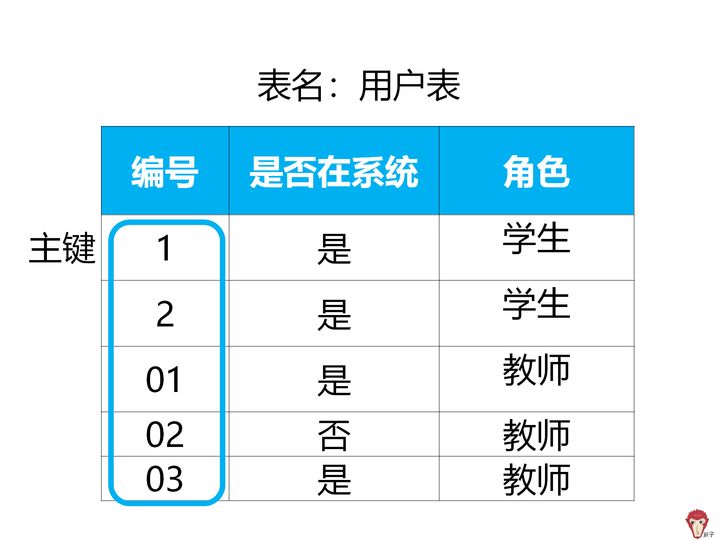 表名：用户表
编号 是否在系统 角色
主键 1 是 学生
2 是 学生
01 是 教师
02 否 教师
03 是 教师
猴子